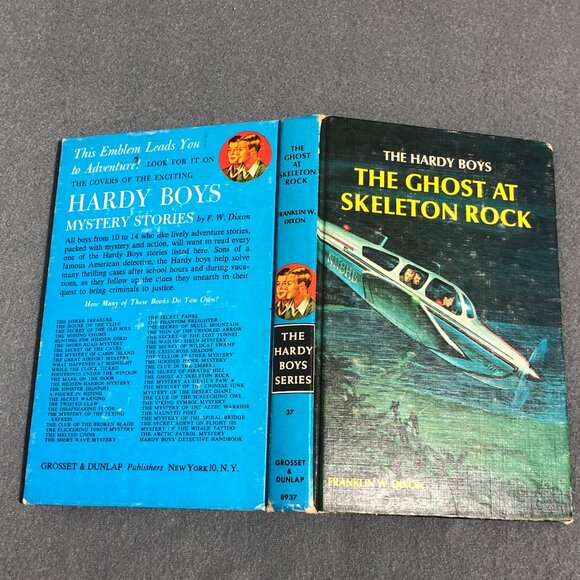 This Emblem Leads You
to Adventure! LOOK FOR IT ON
THE COVERS OF THE EXCITING
HARDY BOYS
MYSTERY STORIES by F. W. Dixon
All boys from 10 to 14 who like lively adventure stories,
packed with mystery and action, will want to read every
one of the Hardy Boys stories listed here. Sons of a
famous American detective, the Hardy boys help solve
many thrilling cases after school hours and during vaca-
tions, as they follow up the clues they unearth in their
quest to bring criminals to justice.
How Many of These Books Do You Own?
THE TOWER TREASURE
THE HOUSE ON THE CLIFF
THE SECRET OF THE OLD MILL
THE MISSING CHUMS
HUNTING FOR HIDDEN GOLD
THE SHORE ROAD MYSTERY
THE SECRET OF THE CAVES
THE MYSTERY OF CABIN ISLAND
THE GREAT AIRPORT MYSTERY
WHAT HAPPENED AT MIDNIGHT
WHILE THE CLOCK TICKED
FOOTPRINTS UNDER THE WINDOW
THE MARK ON THE DOOR
THE HIDDEN HARBOR MYSTERY
THE SINISTER SIGNPOST
A FIGURE IN HIDING
THE SECRET WARNING
THE TWISTED CLAW
THE DISAPPEARING FLOOR
THE MYSTERY OF THE FLYING
EXPRESS
THE CLUE OF THE BROKEN BLADE
THE FLICKERING TORCH MYSTERY
THE MELTED COINS
THE SHORT-WAVE MYSTERY
THE SECRET PANEL
THE PHANTOM FREIGHTER
THE SECRET OF SKULL MOUNTAIN
THE SIGN OF THE CROOKED ARROW
THE SECRET OF THE LOST TUNNEL
THE WAILING SIREN MYSTERY
THE SECRET OF WILDCAT SWAMP
THE CRISSCROSS SHADOW
THE YELLOW FEATHER MYSTERY
THE HOODED HAWK MYSTERY
THE CLUE IN THE EMBERS
THE SECRET OF PIRATES' HILL
THE GHOST AT SKELETON ROCK
THE MYSTERY AT DEVIL'S PAW
THE MYSTERY OF THE CHINESE JUNK
MYSTERY OF THE DESERT GIANT
THE CLUE OF THE SCREECHING OWL
THE VIKING SYMBOL MYSTERY
THE MYSTERY OF THE AZTEC WARRIOR
THE HAUNTED FORT
THE MYSTERY OF THE SPIRAL BRIDGE
THE SECRET AGENT ON FLIGHT 101
MYSTERY OF THE WHALE TATTOO
THE ARCTIC PATROL MYSTERY
HARDY BOYS' DETECTIVE HANDBOOK
GROSSET & DUNLAP Publishers NEW YORK 10, N. Y.
THE
GHOST
AT
SKELETON
ROCK
FRANKLIN W.
DIXON
THE
HARDY
BOYS
SERIES
37
GROSSET
&
DUNLAP
8937
THE HARDY BOYS
THE GHOST AT
SKELETON ROCK
FRANKLIN W. DIXON